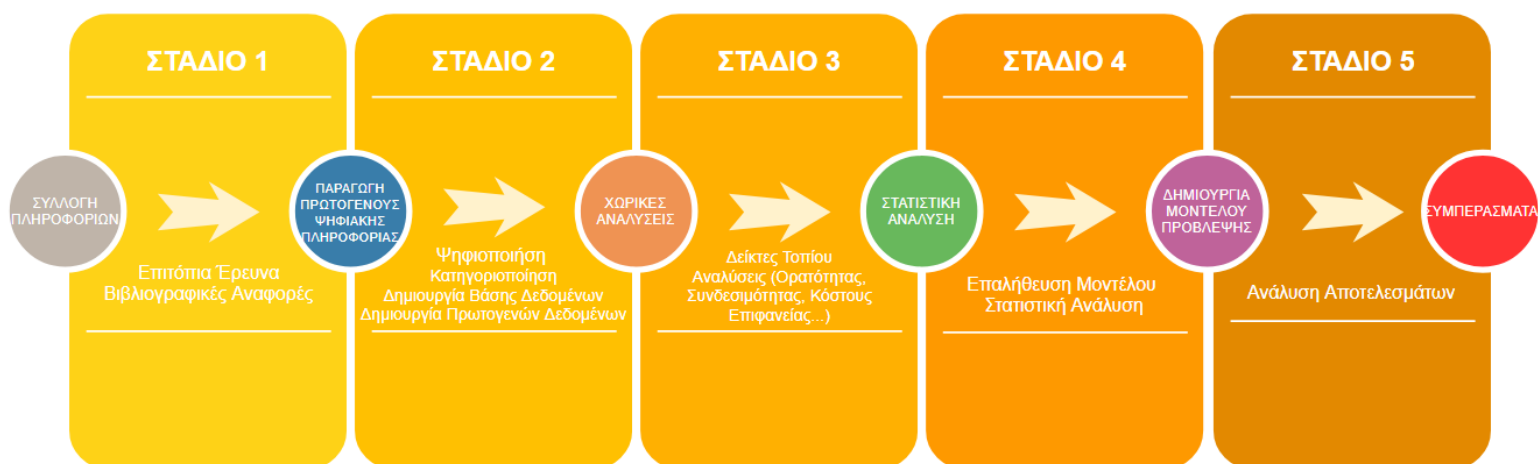 ΣΤΑΔΙΟ 1
ΣΤΑΔΙΟ 2
ΣΤΑΔΙΟ 3
ΣΤΑΔΙΟ 4
ΣΤΑΔΙΟ 5
ΣΥΛΛΟΓΗ
ΠΛΗΡΟΦΟΡΙΩΝ
Επιτόπια Έρευνα
Βιβλιογραφικές Αναφορές
ΠΑΡΑΓΩΓΗ
ΠΡΩΤΟΓΕΝΟΥΣ
ΨΗΦΙΑΚΗΣ
ΠΛΗΡΟΦΟΡΙΑΣ
Ψηφιοποιήση
Κατηγοριοποίηση
Δημιουργία Βάσης Δεδομένων
Δημιουργία Πρωτογενών Δεδομένων
ΧΩΡΙΚΕΣ
ΑΝΑΛΥΣΕΙΣ
Δείκτες Τοπίου
Αναλύσεις (Ορατότητας,
Συνδεσιμότητας, Κόστους
Επιφανείας...)
ΣΤΑΤΙΣΤΙΚΗ
ΑΝΑΛΥΣΗ
Επαλήθευση Μοντέλου
Στατιστική Ανάλυση
ΔΗΜΙΟΥΡΓΙΑ
ΜΟΝΤΕΛΟΥ
ΠΡΟΒΛΕΨΗΣ
Ανάλυση Αποτελεσμάτων
ΣΥΜΠΕΡΑΣΜΑΤΑ